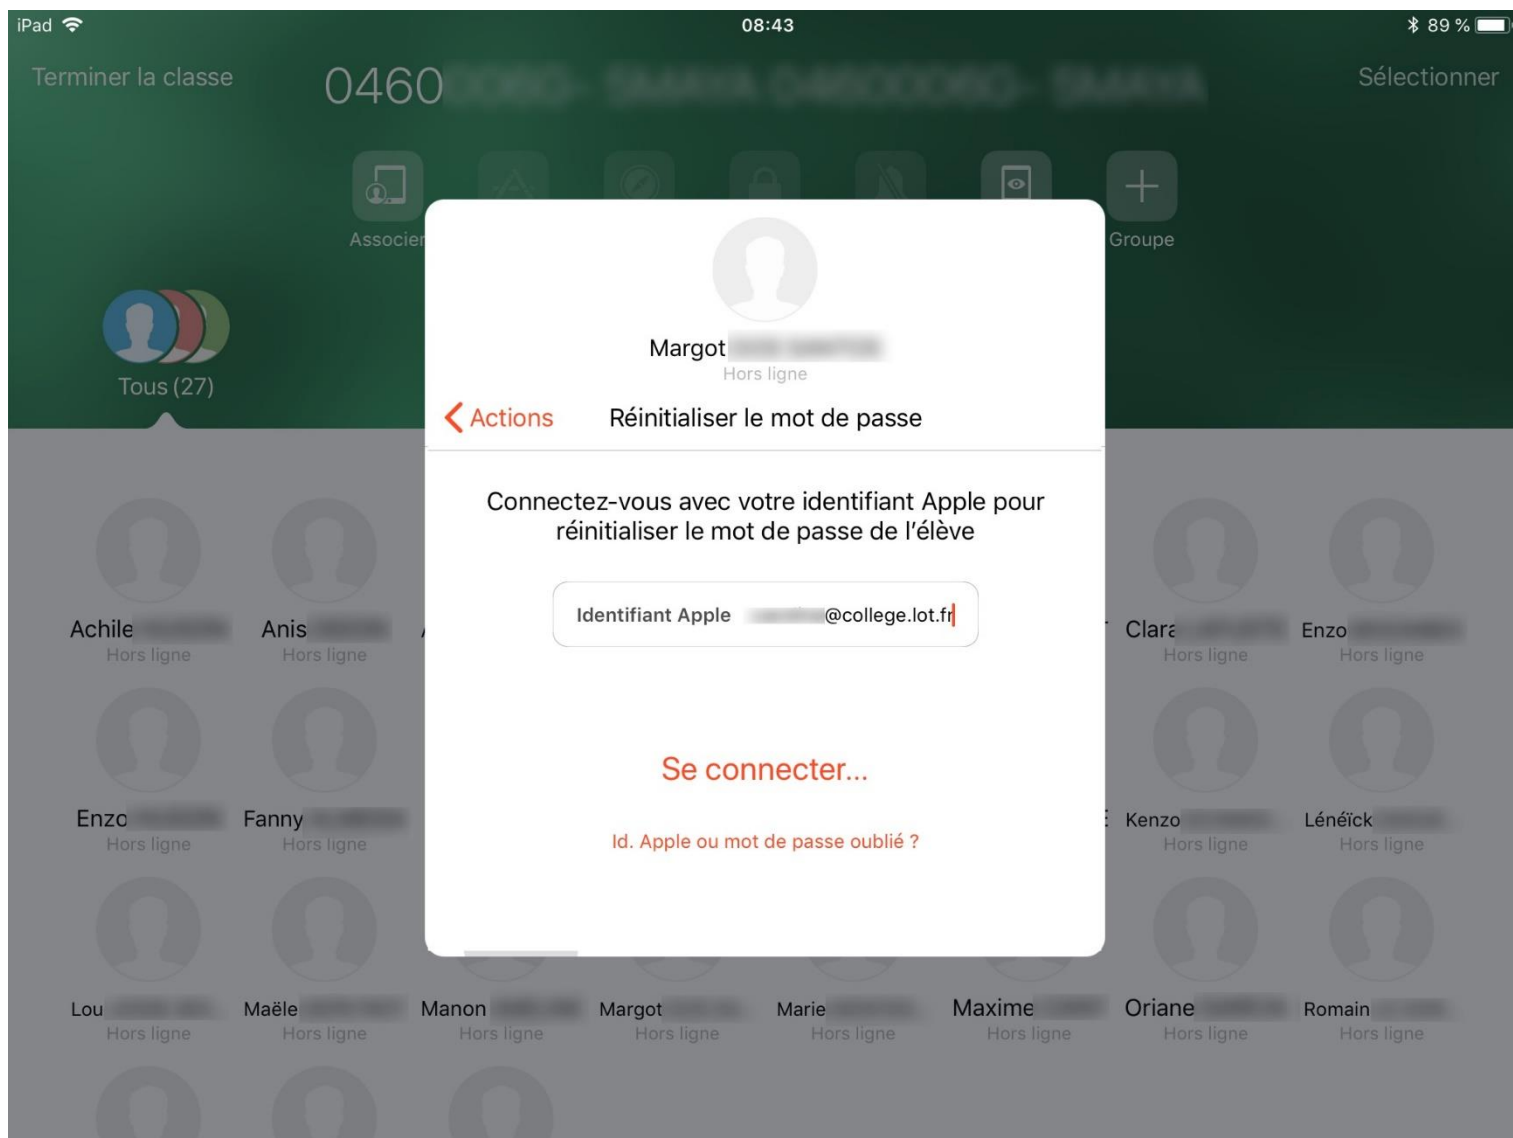 iPad 08:43 89 %
Terminer la classe 0460 Sélectionner
Associer Groupe
Tous (27)
Margot
Hors ligne
Actions Réinitialiser le mot de passe
Connectez-vous avec votre identifiant Apple pour
réinitialiser le mot de passe de l’élève
Identifiant Apple @college.lot.fr
Se connecter...
Id. Apple ou mot de passe oublié ?
Achile Anis Clara Enzo
Hors ligne Hors ligne Hors ligne Hors ligne
Enzo Fanny Kenzo Lénéïck
Hors ligne Hors ligne Hors ligne Hors ligne
Lou Maële Manon Margot Marie Maxime Oriane Romain
Hors ligne Hors ligne Hors ligne Hors ligne Hors ligne Hors ligne Hors ligne Hors ligne